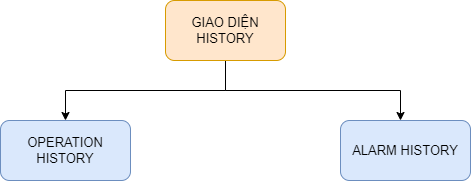 GIAO DIỆN
HISTORY
OPERATION
HISTORY
ALARM HISTORY